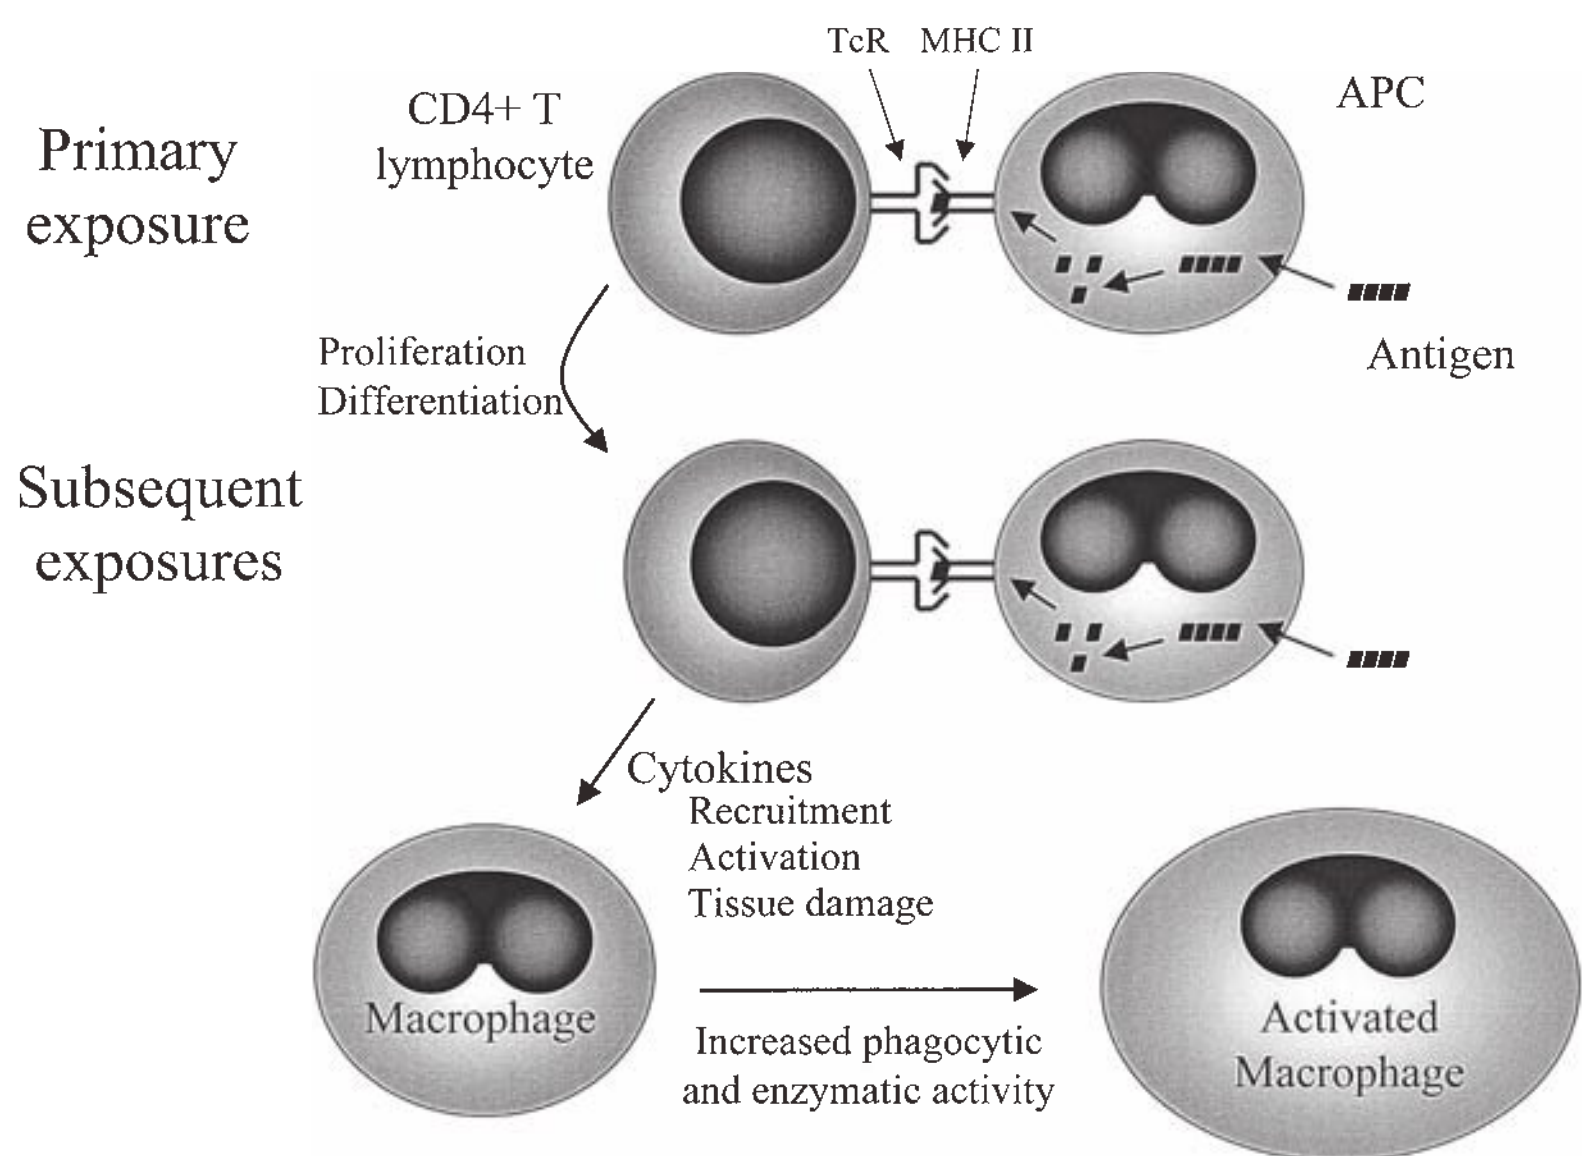 TcR MHC II
CD4+ T
lymphocyte
APC
Primary
exposure
Antigen
Proliferation
Differentiation
Subsequent
exposures
Cytokines
Recruitment
Activation
Tissue damage
Macrophage
Increased phagocytic
and enzymatic activity
Activated
Macrophage